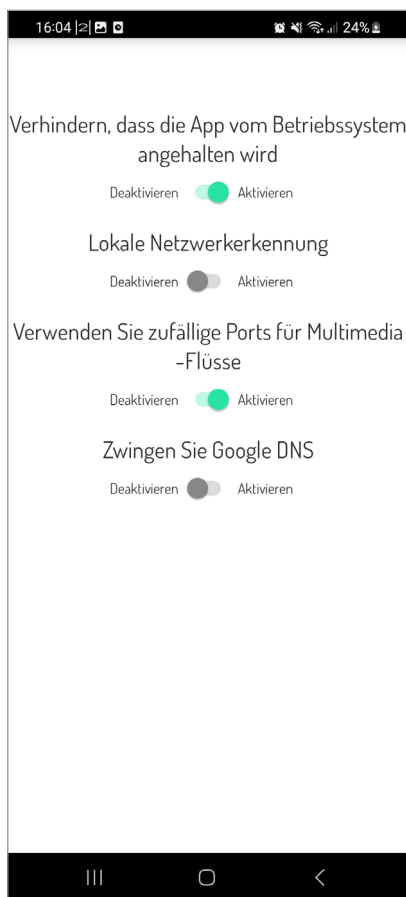 16:04 |2| 24%
Verhindern, dass die App vom Betriebssystem
angehalten wird
Deaktivieren Aktivieren
Lokale Netzwerkerkennung
Deaktivieren Aktivieren
Verwenden Sie zufällige Ports für Multimedia
-Flüsse
Deaktivieren Aktivieren
Zwingen Sie Google DNS
Deaktivieren Aktivieren